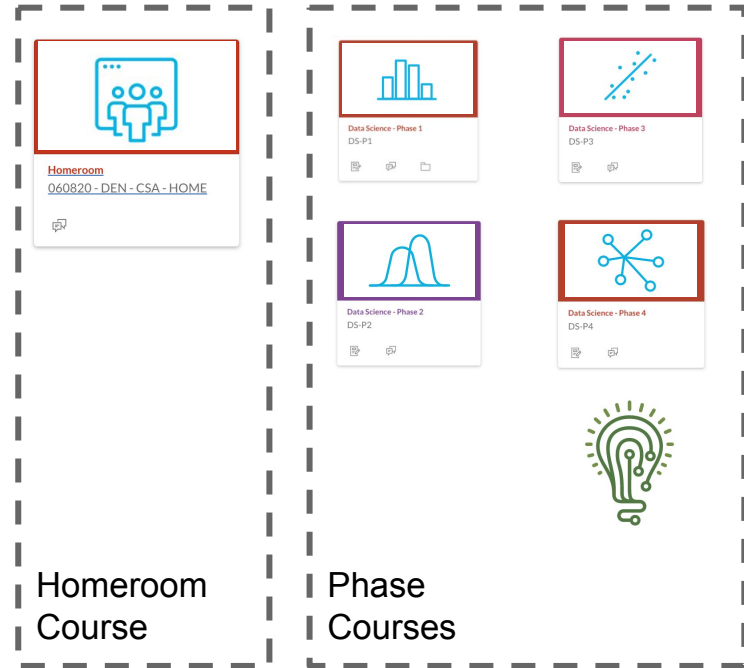 Homeroom
060820 - DEN - CSA - HOME
Homeroom
Course
Data Science - Phase 1
DS-P1
Data Science - Phase 3
DS-P3
Data Science - Phase 2
DS-P2
Data Science - Phase 4
DS-P4
Phase
Courses